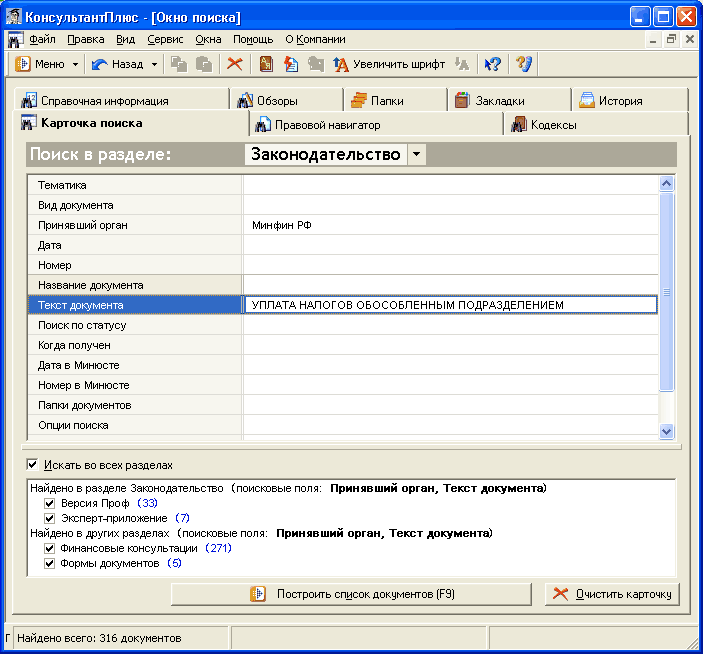 КонсультантПлюс - [Окно поиска]
Файл Правка Вид Сервис Окна Помощь О Компании
Меню Назад Увеличить шрифт
Справочная информация Обзоры Папки Закладки История
Карточка поиска Правовой навигатор Кодексы
Поиск в разделе: Законодательство
Тематика
Вид документа
Принявший орган Минфин РФ
Дата
Номер
Название документа
Текст документа УПЛАТА НАЛОГОВ ОБОСОБЛЕННЫМ ПОДРАЗДЕЛЕНИЕМ
Поиск по статусу
Когда получен
Дата в Минюсте
Номер в Минюсте
Папки документов
Опции поиска
Искать во всех разделах
Найдено в разделе Законодательство (поисковые поля: Принявший орган, Текст документа)
Версия Проф (33)
Эксперт-приложение (7)
Найдено в других разделах (поисковые поля: Принявший орган, Текст документа)
Финансовые консультации (271)
Формы документов (5)
Построить список документов (F9) Очистить карточку
Г Найдено всего: 316 документов